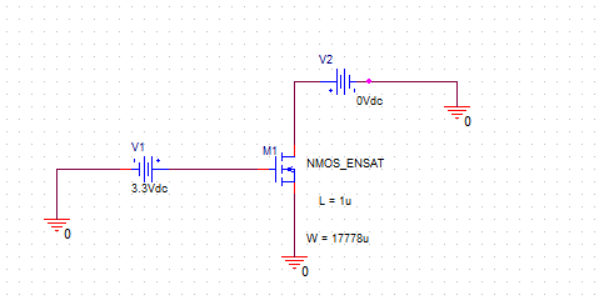 V2
0Vdc
0
V1
3.3Vdc
M1
NMOS_ENSAT
L = 1u
W = 17778u
0
0